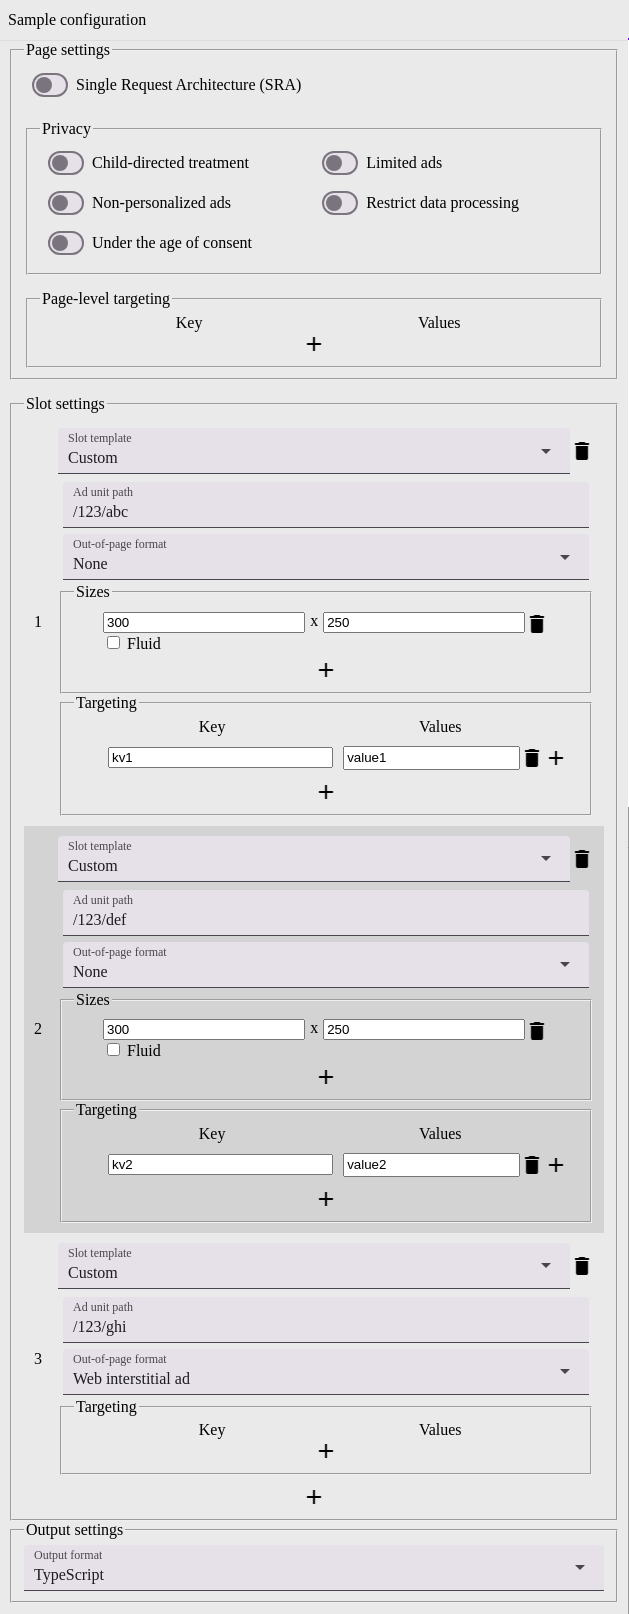 Sample configuration
Page settings
Single Request Architecture (SRA)
Privacy
Child-directed treatment Limited ads
Non-personalized ads Restrict data processing
Under the age of consent
Page-level targeting
Key Values
+
Slot settings
Slot template
Custom
Ad unit path
/123/abc
Out-of-page format
None
Sizes
1 300 x 250
Fluid
+
Targeting
Key Values
kv1 value1 +
+
Slot template
Custom
Ad unit path
/123/def
Out-of-page format
None
Sizes
2 300 x 250
Fluid
+
Targeting
Key Values
kv2 value2 +
+
Slot template
Custom
Ad unit path
/123/ghi
3 Out-of-page format
Web interstitial ad
Targeting
Key Values
+
+
Output settings
Output format
TypeScript